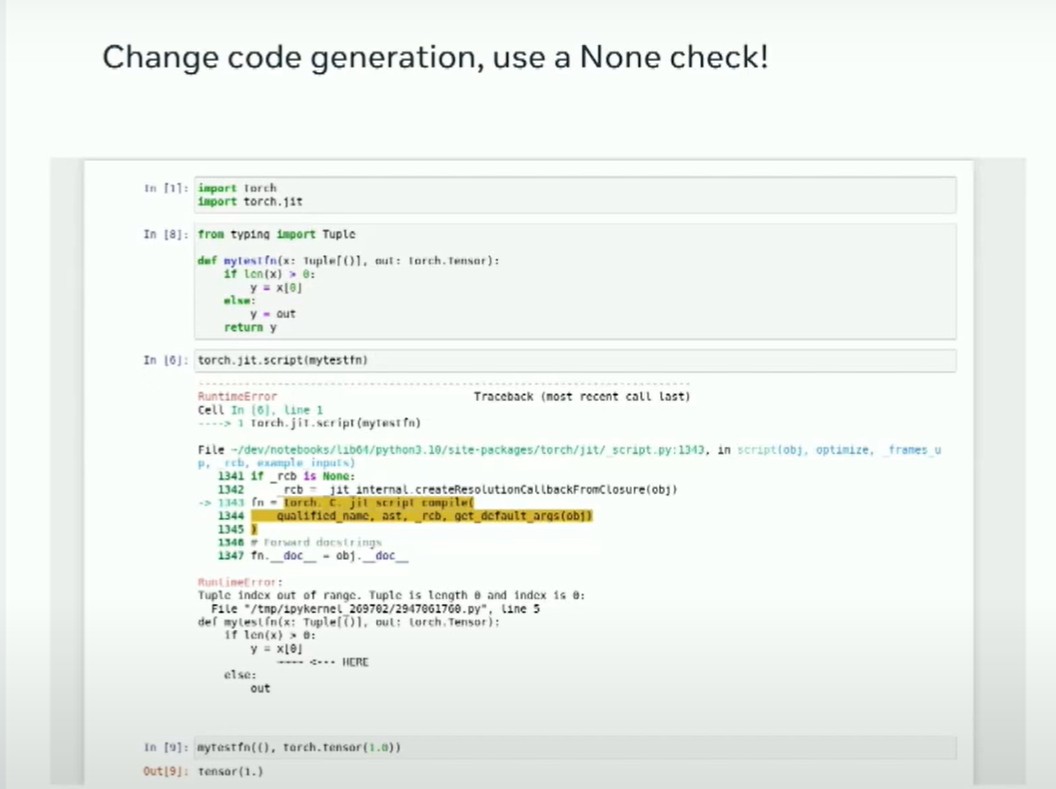 Change code generation, use a None check!
In [1]: import torch
import torch.jit
In [8]: from typing import Tuple
def mytestfn(x: Tuple[()], out: torch.Tensor):
if len(x) > 0:
y = x[0]
else:
y = out
return y
In [6]: torch.jit.script(mytestfn)
RuntimeError Traceback (most recent call last)
Cell In [6], line 1
----> 1 torch.jit.script(mytestfn)
File ~/dev/notebooks/lib64/python3.10/site-packages/torch/jit/_script.py:1343, in script(obj, optimize, _frames_u
p, _rcb, example_inputs)
1341 if _rcb is None:
1342 _rcb = _jit_internal.createResolutionCallbackFromClosure(obj)
-> 1343 fn = torch._C._jit_script_compile(
1344 qualified_name, ast, _rcb, get_default_args(obj)
1345 )
1346 # Forward docstrings
1347 fn.__doc__ = obj.__doc__
RuntimeError:
Tuple index out of range. Tuple is length 0 and index is 0:
File "/tmp/ipykernel_269702/2947061760.py", line 5
def mytestfn(x: Tuple[()], out: torch.Tensor):
if len(x) > 0:
y = x[0]
~~~~ <--- HERE
else:
out
In [9]: mytestfn((), torch.tensor(1.0))
Out[9]: tensor(1.)